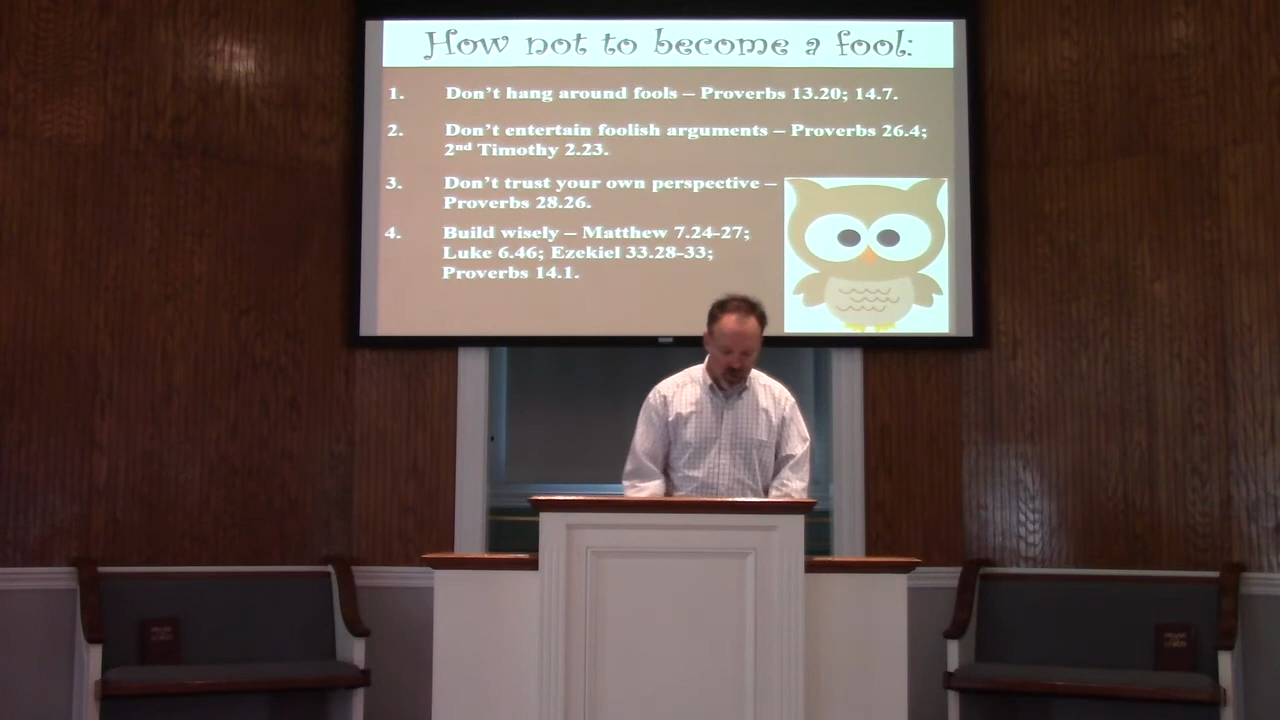 How not to become a fool:
1. Don't hang around fools – Proverbs 13.20; 14.7.
2. Don't entertain foolish arguments – Proverbs 26.4;
2nd Timothy 2.23.
3. Don't trust your own perspective –
Proverbs 28.26.
4. Build wisely – Matthew 7.24-27;
Luke 6.46; Ezekiel 33.28-33;
Proverbs 14.1.